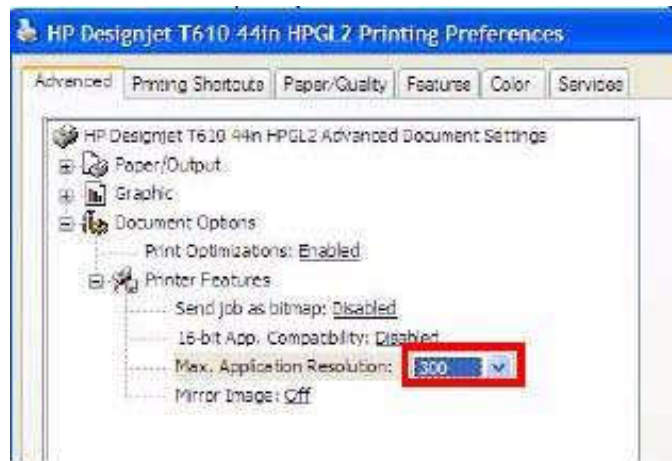 HP Designjet T610 44in HPGL2 Printing Preferences
Advanced Printing Shortcuts Paper/Quality Features Color Services
HP Designjet T610 44in HPGL2 Advanced Document Settings
Paper/Output
Graphic
Document Options
Print Optimizations: Enabled
Printer Features
Send job as bitmap: Disabled
16-bit App. Compatibility: Disabled
Max. Application Resolution: 300
Mirror Image: Off